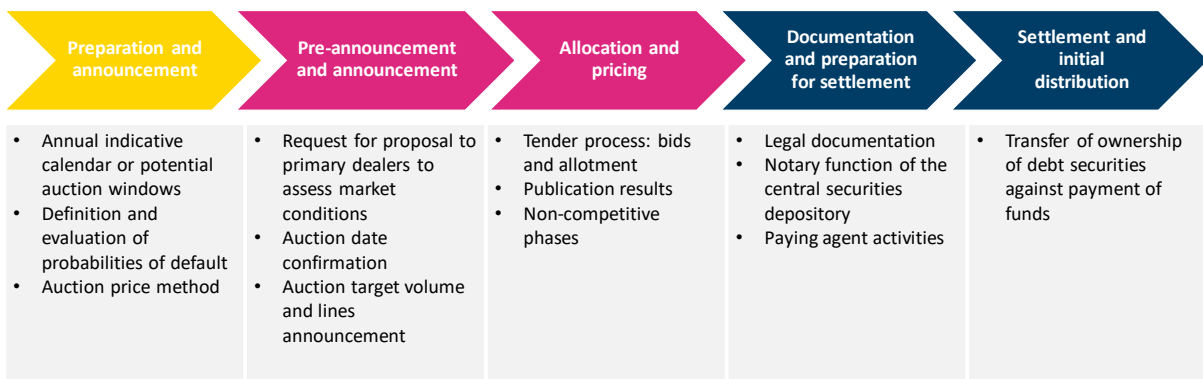 Preparation and
announcement
Pre-announcement
and announcement
Allocation and
pricing
Documentation
and preparation
for settlement
Settlement and
initial
distribution
• Annual indicative
calendar or potential
auction windows
• Definition and
evaluation of
probabilities of default
• Auction price method
• Request for proposal to
primary dealers to
assess market
conditions
• Auction date
confirmation
• Auction target volume
and lines
announcement
• Tender process: bids
and allotment
• Publication results
• Non-competitive
phases
• Legal documentation
• Notary function of the
central securities
depository
• Paying agent activities
• Transfer of ownership
of debt securities
against payment of
funds